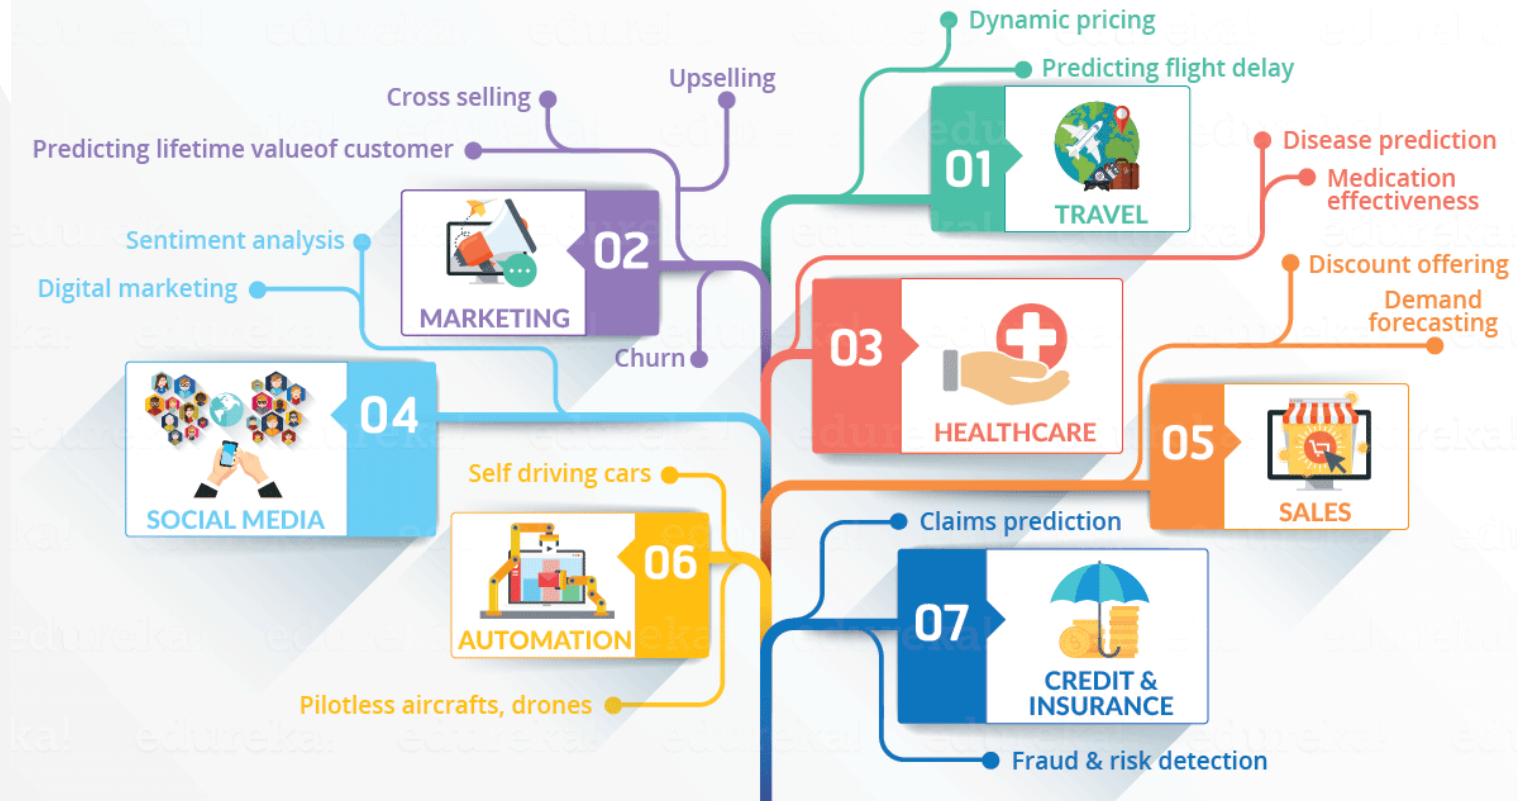 Dynamic pricing
Predicting flight delay
01
TRAVEL
Upselling
Cross selling
Predicting lifetime valueof customer
02
MARKETING
Churn
Disease prediction
Medication
effectiveness
03
HEALTHCARE
Sentiment analysis
Digital marketing
04
SOCIAL MEDIA
Discount offering
Demand
forecasting
05
SALES
Self driving cars
06
AUTOMATION
Pilotless aircrafts, drones
Claims prediction
07
CREDIT &
INSURANCE
Fraud & risk detection
edureka!